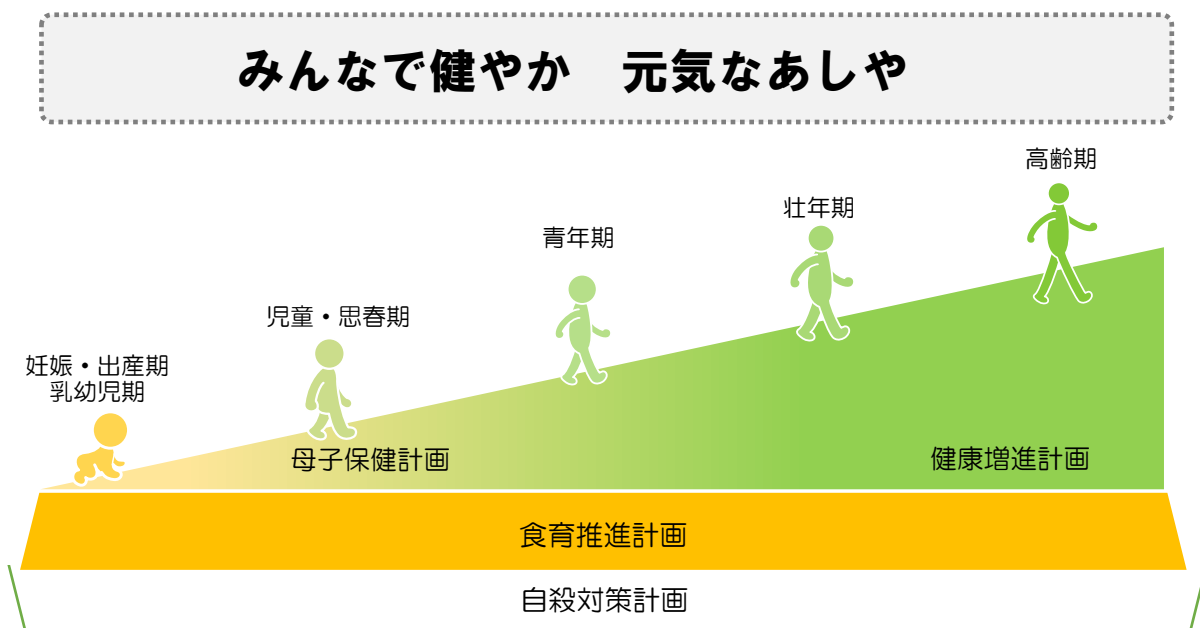 みんなで健やか　元気なあしや
高齢期
壮年期
青年期
児童・思春期
妊娠・出産期
乳幼児期
母子保健計画
健康増進計画
食育推進計画
自殺対策計画